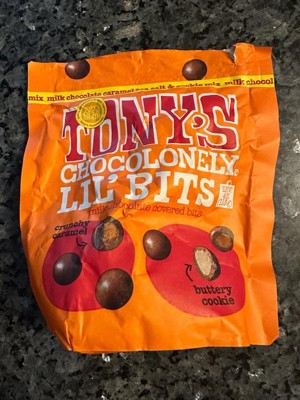 mix milk chocolate caramel sea salt & cookie mix milk chocol
TONY'S
CHOCOLONELY
LIL' BITS
milk chocolate covered bits
crunchy
caramel
buttery
cookie